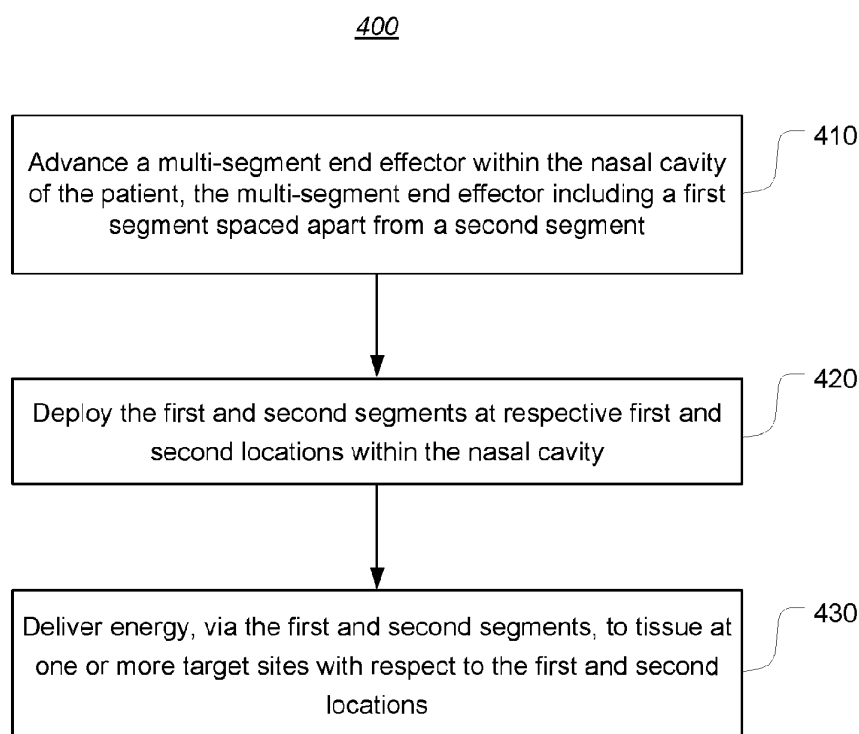 400
410
Advance a multi-segment end effector within the nasal cavity
of the patient, the multi-segment end effector including a first
segment spaced apart from a second segment
420
Deploy the first and second segments at respective first and
second locations within the nasal cavity
430
Deliver energy, via the first and second segments, to tissue at
one or more target sites with respect to the first and second
locations